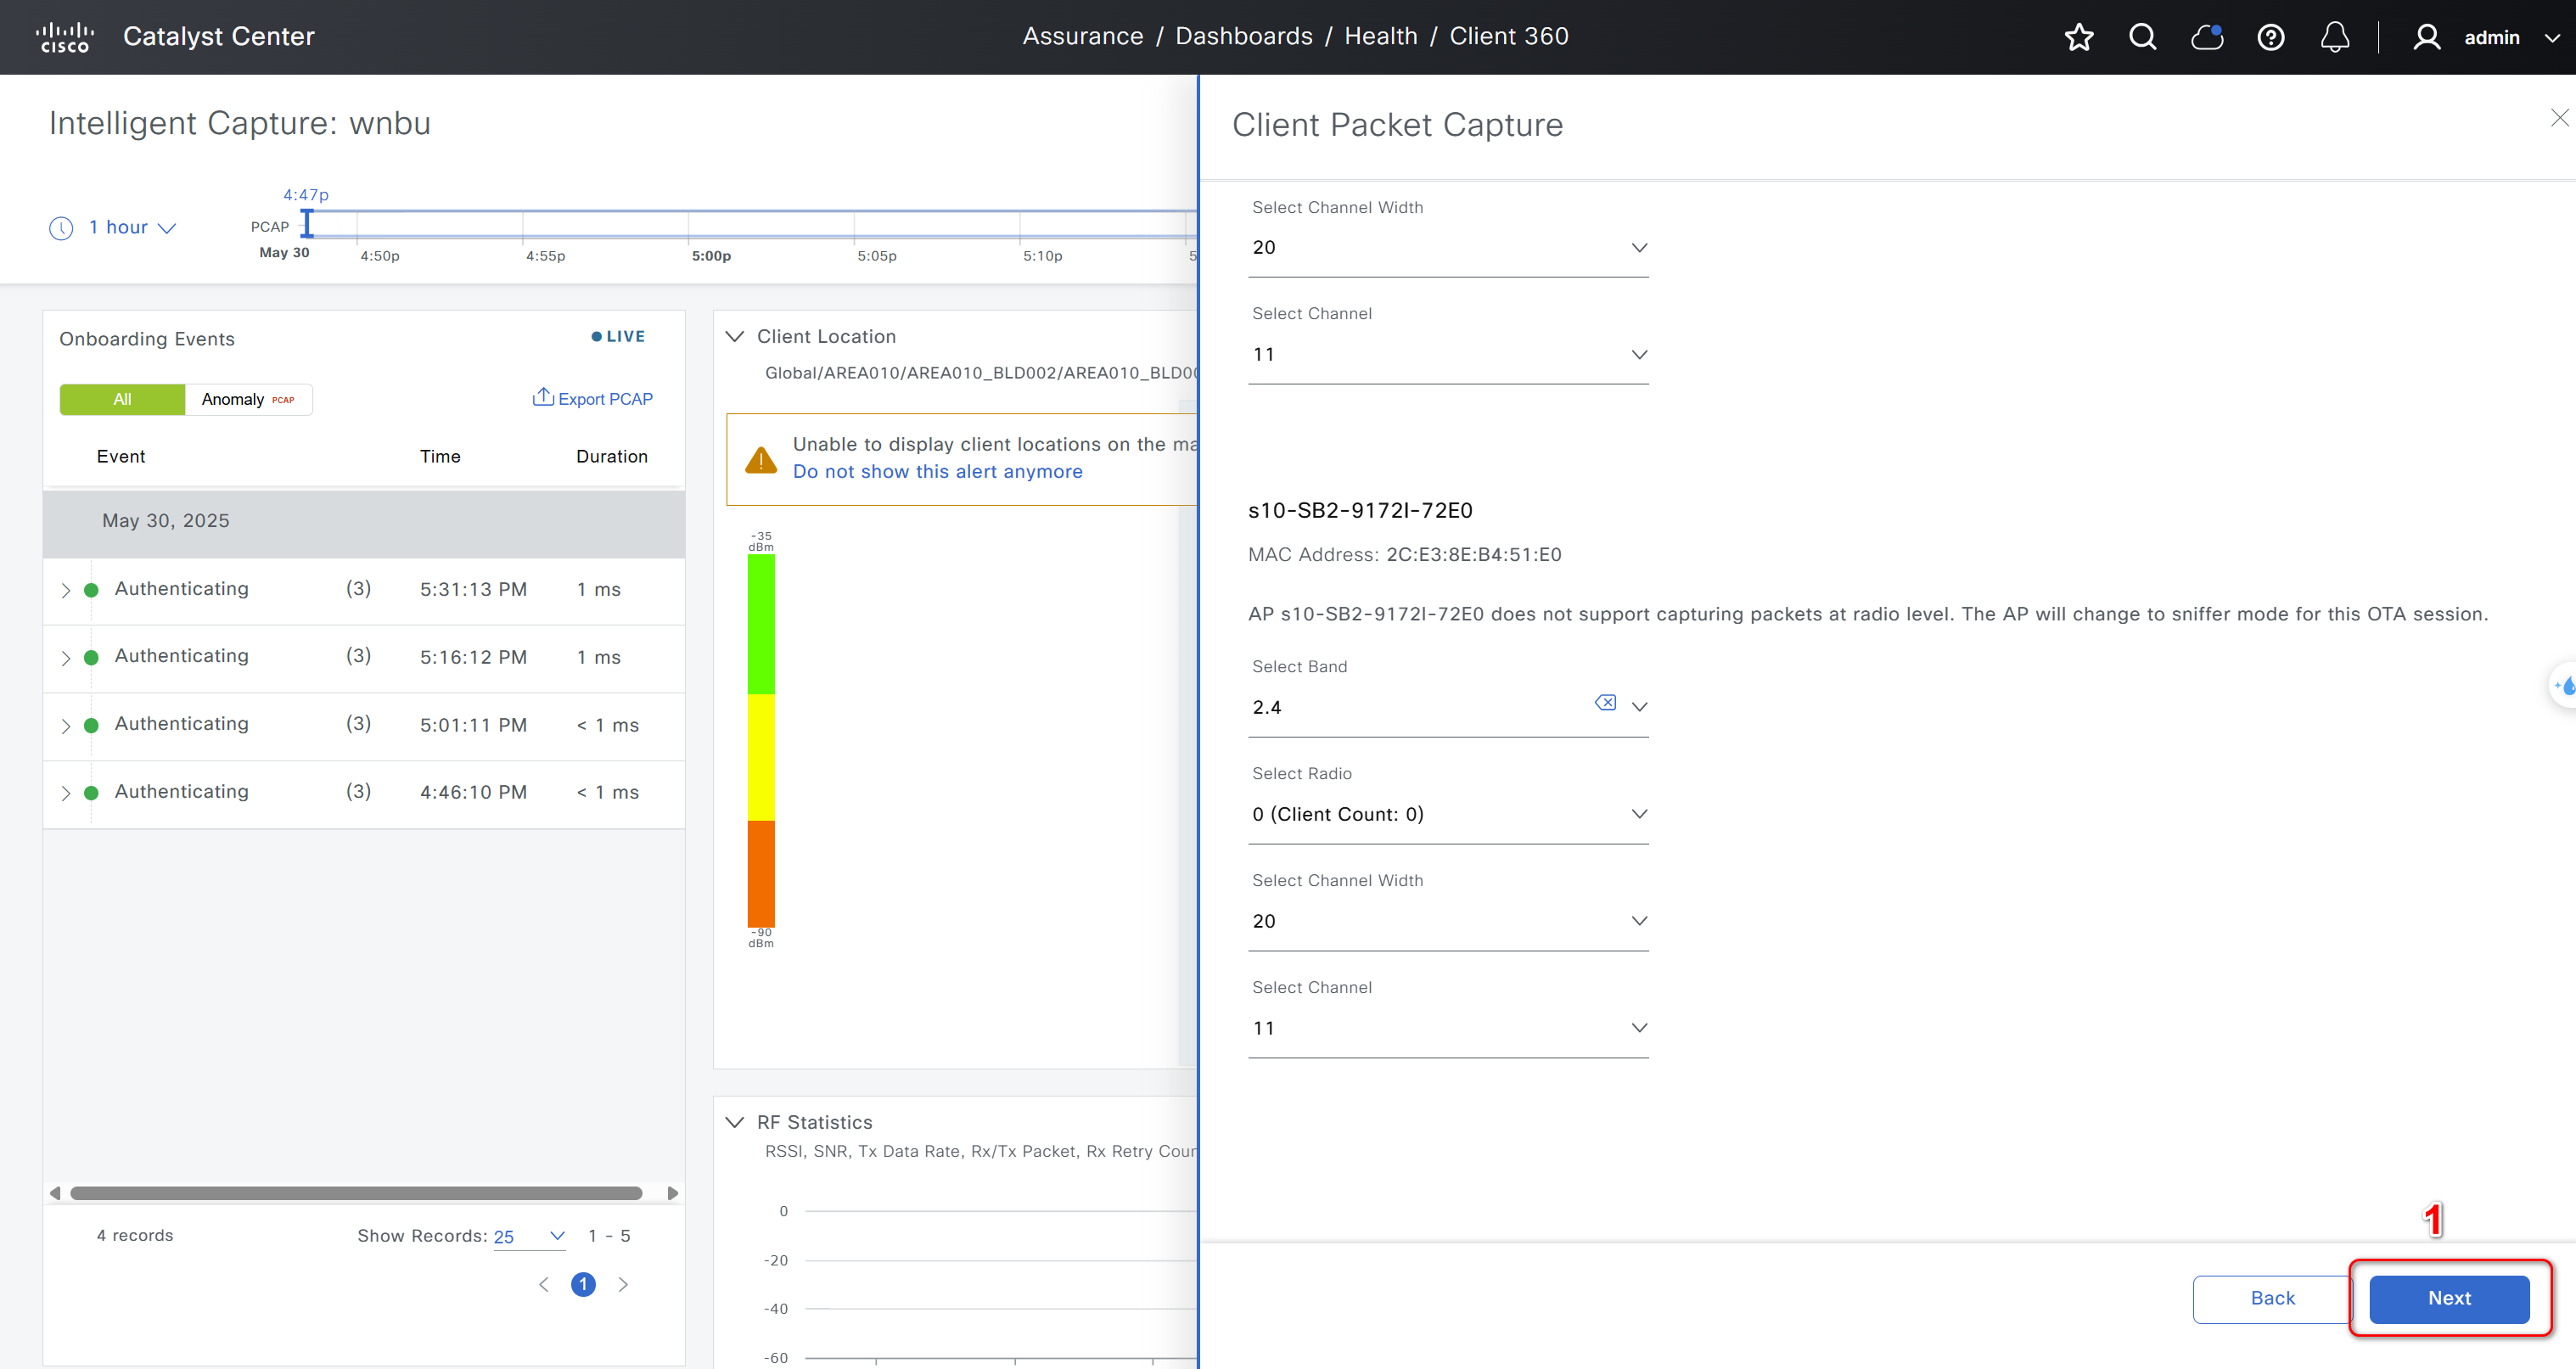 CISCO
Catalyst Center
Assurance / Dashboards / Health / Client 360
admin
Intelligent Capture: wnbu
1 hour
4:47p
PCAP
May 30
4:50p
4:55p
5:00p
5:05p
5:10p
5
Onboarding Events
LIVE
All
Anomaly PCAP
Export PCAP
Event Time Duration
May 30, 2025
Authenticating (3) 5:31:13 PM 1 ms
Authenticating (3) 5:16:12 PM 1 ms
Authenticating (3) 5:01:11 PM < 1 ms
Authenticating (3) 4:46:10 PM < 1 ms
4 records
Show Records: 25
1 - 5
1
Client Location
Global/AREA010/AREA010_BLD002/AREA010_BLD00
Unable to display client locations on the ma
Do not show this alert anymore
-35
dBm
-90
dBm
RF Statistics
RSSI, SNR, Tx Data Rate, Rx/Tx Packet, Rx Retry Cour
0
-20
-40
-60
Client Packet Capture
Select Channel Width
20
Select Channel
11
s10-SB2-9172I-72E0
MAC Address: 2C:E3:8E:B4:51:E0
AP s10-SB2-9172I-72E0 does not support capturing packets at radio level. The AP will change to sniffer mode for this OTA session.
Select Band
2.4
Select Radio
0 (Client Count: 0)
Select Channel Width
20
Select Channel
11
1
Back
Next